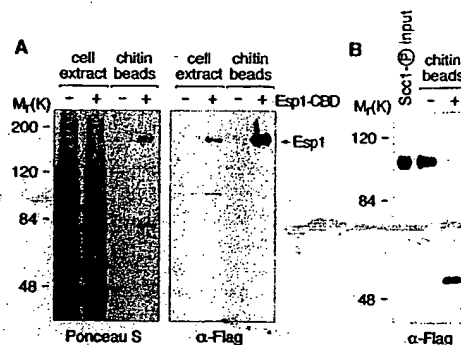 A
cell extract
chitin beads
cell extract
chitin beads
Mr(K)
- + - +
- + - +
Esp1-CBD
200 -
120 -
84 -
48 -
Esp1
Ponceau S
α-Flag
B
Scc1-Ⓟ input
chitin beads
Mr(K)
- +
120 -
84 -
48 -
α-Flag